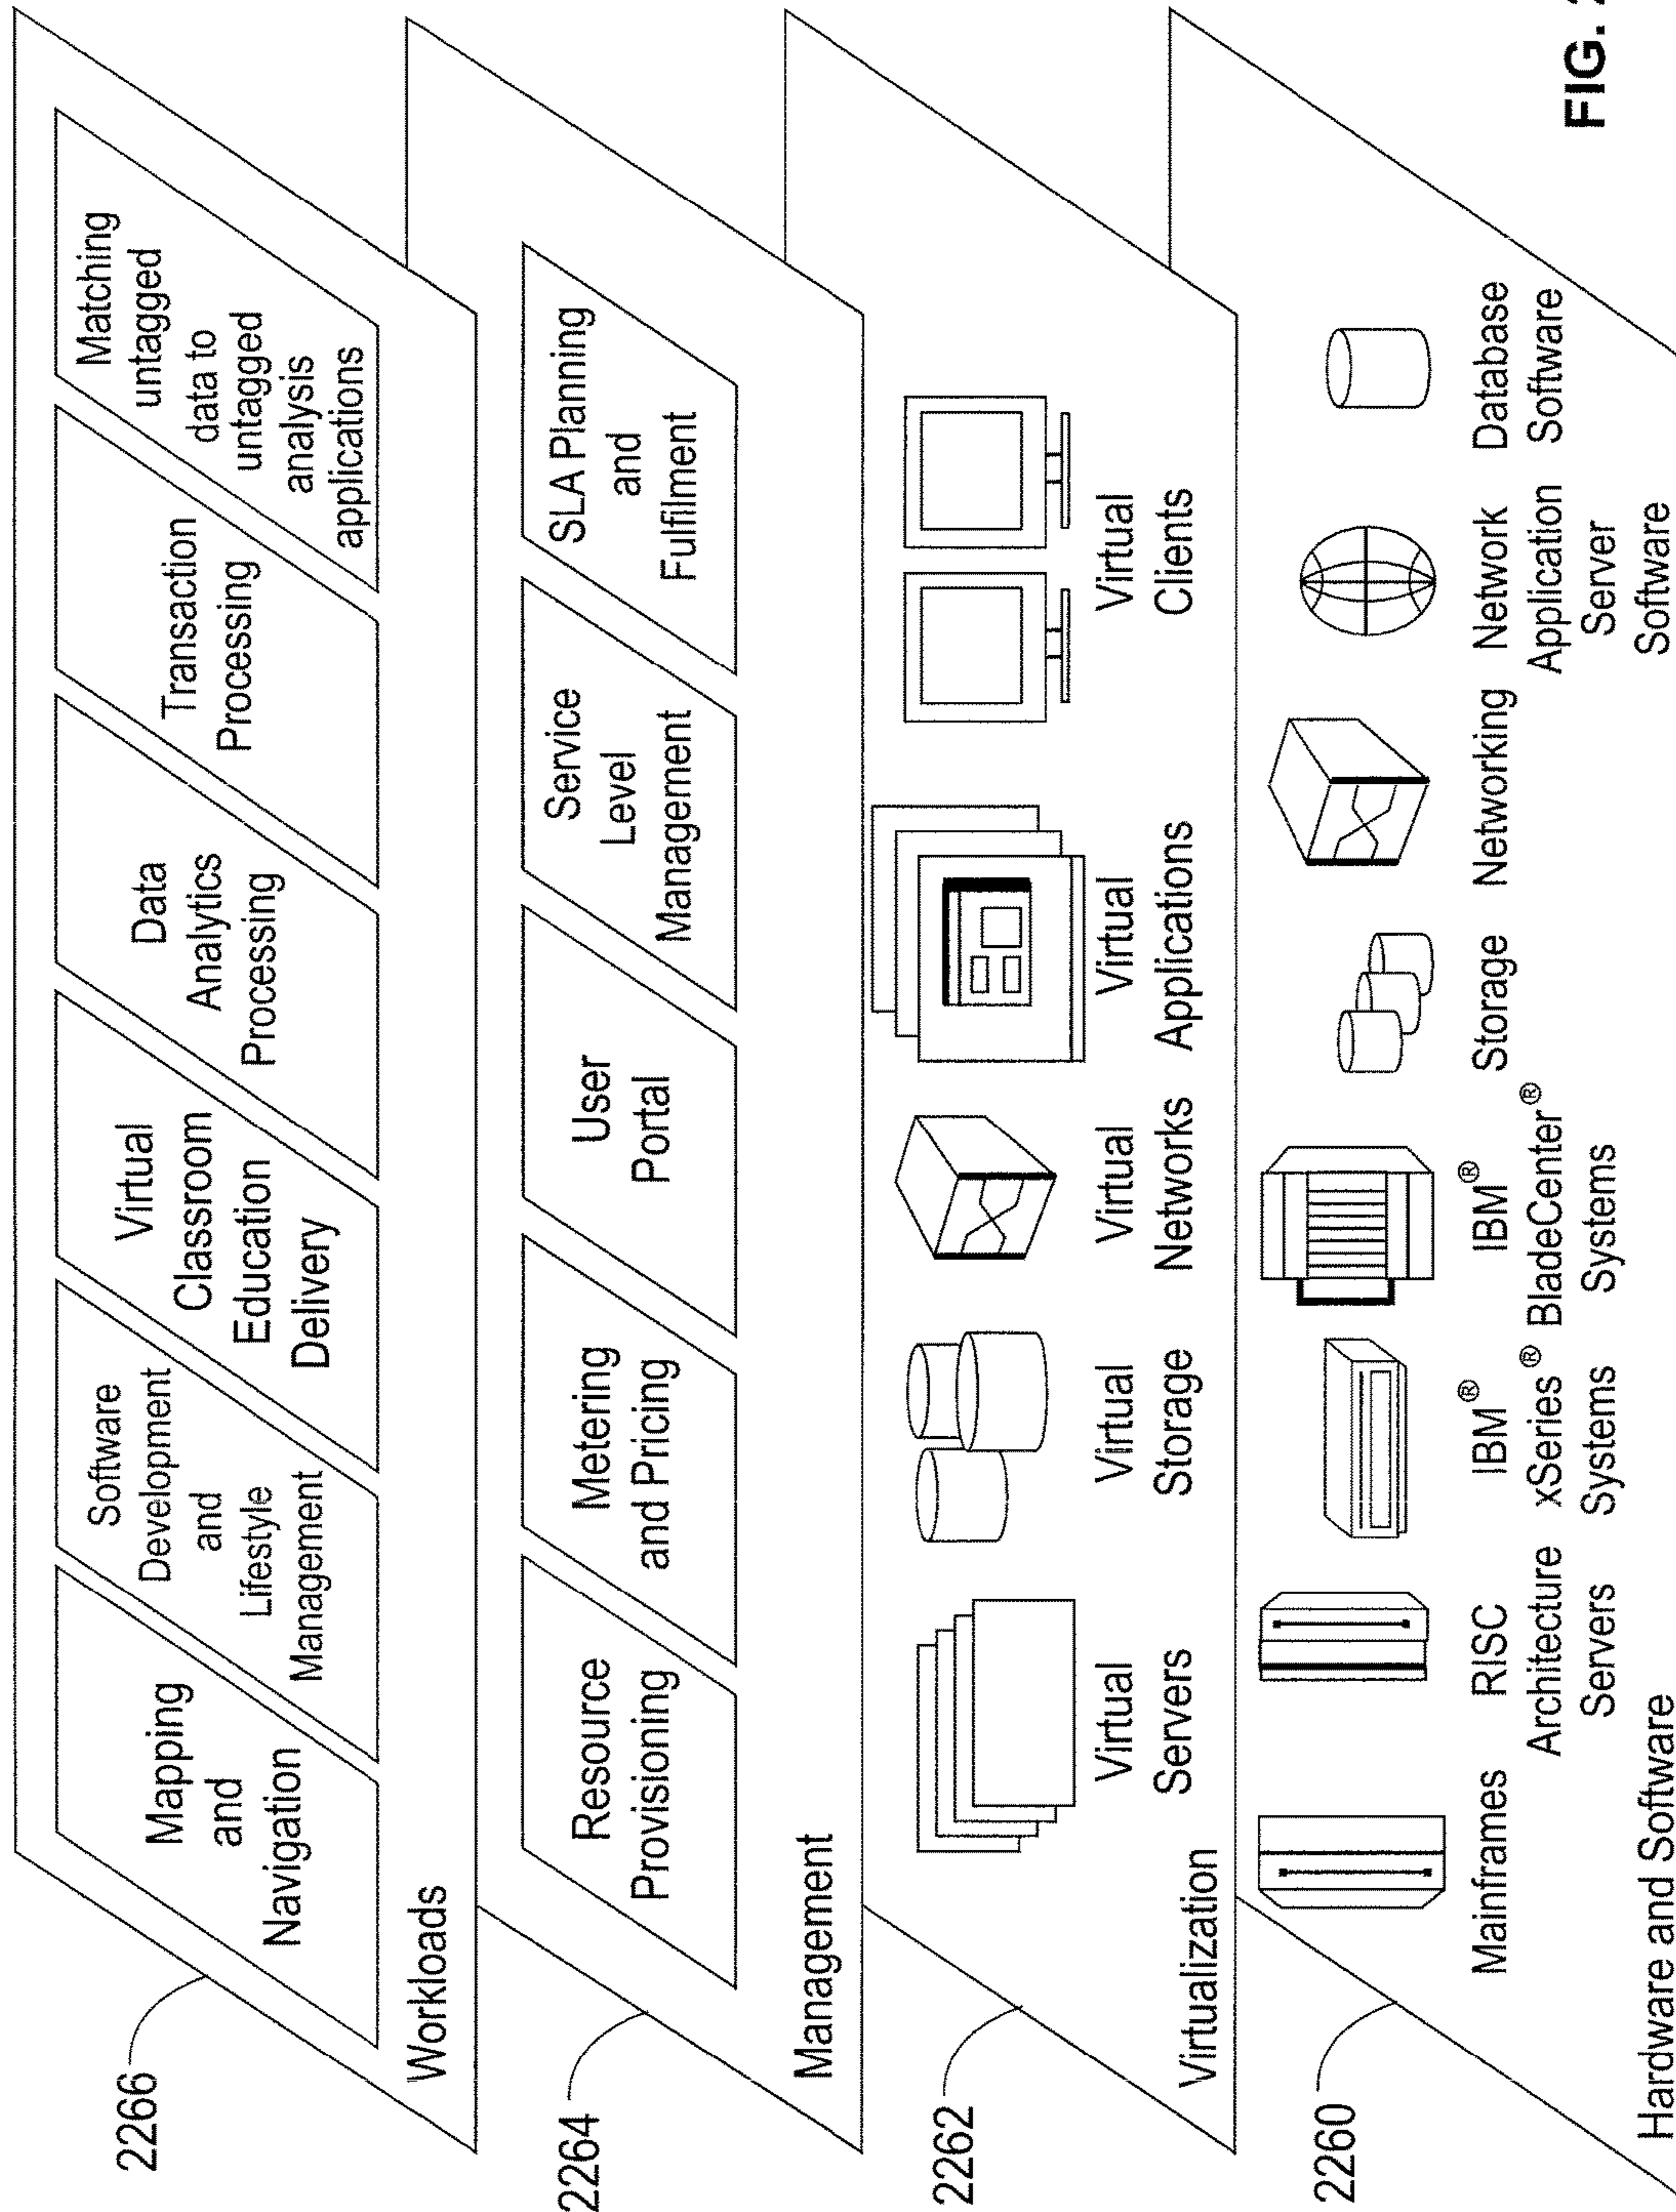 2266
Mapping
and
Navigation
Software
Development
and
Lifestyle
Management
Virtual
Classroom
Education
Delivery
Data
Analytics
Processing
Transaction
Processing
Matching
untagged
data to
untagged
analysis
applications
Workloads
2264
Resource
Provisioning
Metering
and Pricing
User
Portal
Service
Level
Management
SLA Planning
and
Fulfilment
Management
2262
Virtual
Servers
Virtual
Storage
Virtual
Networks
Virtual
Applications
Virtual
Clients
Virtualization
2260
Mainframes
RISC
Architecture
Servers
IBM®
xSeries®
Systems
IBM®
BladeCenter®
Systems
Storage
Networking
Network
Application
Server
Software
Database
Software
Hardware and Software
FIG.